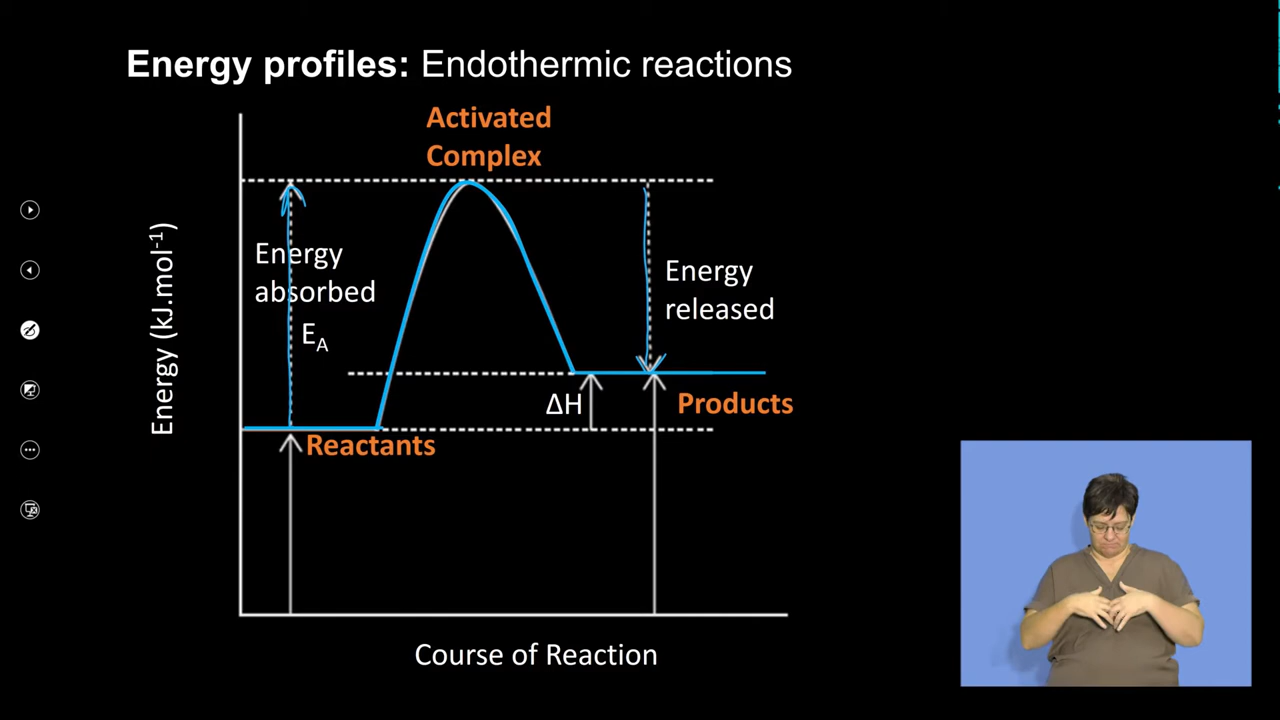 Energy profiles: Endothermic reactions
Activated
Complex
Energy
absorbed
E_A
Energy
released
Energy (kJ.mol⁻¹)
ΔH
Products
Reactants
Course of Reaction